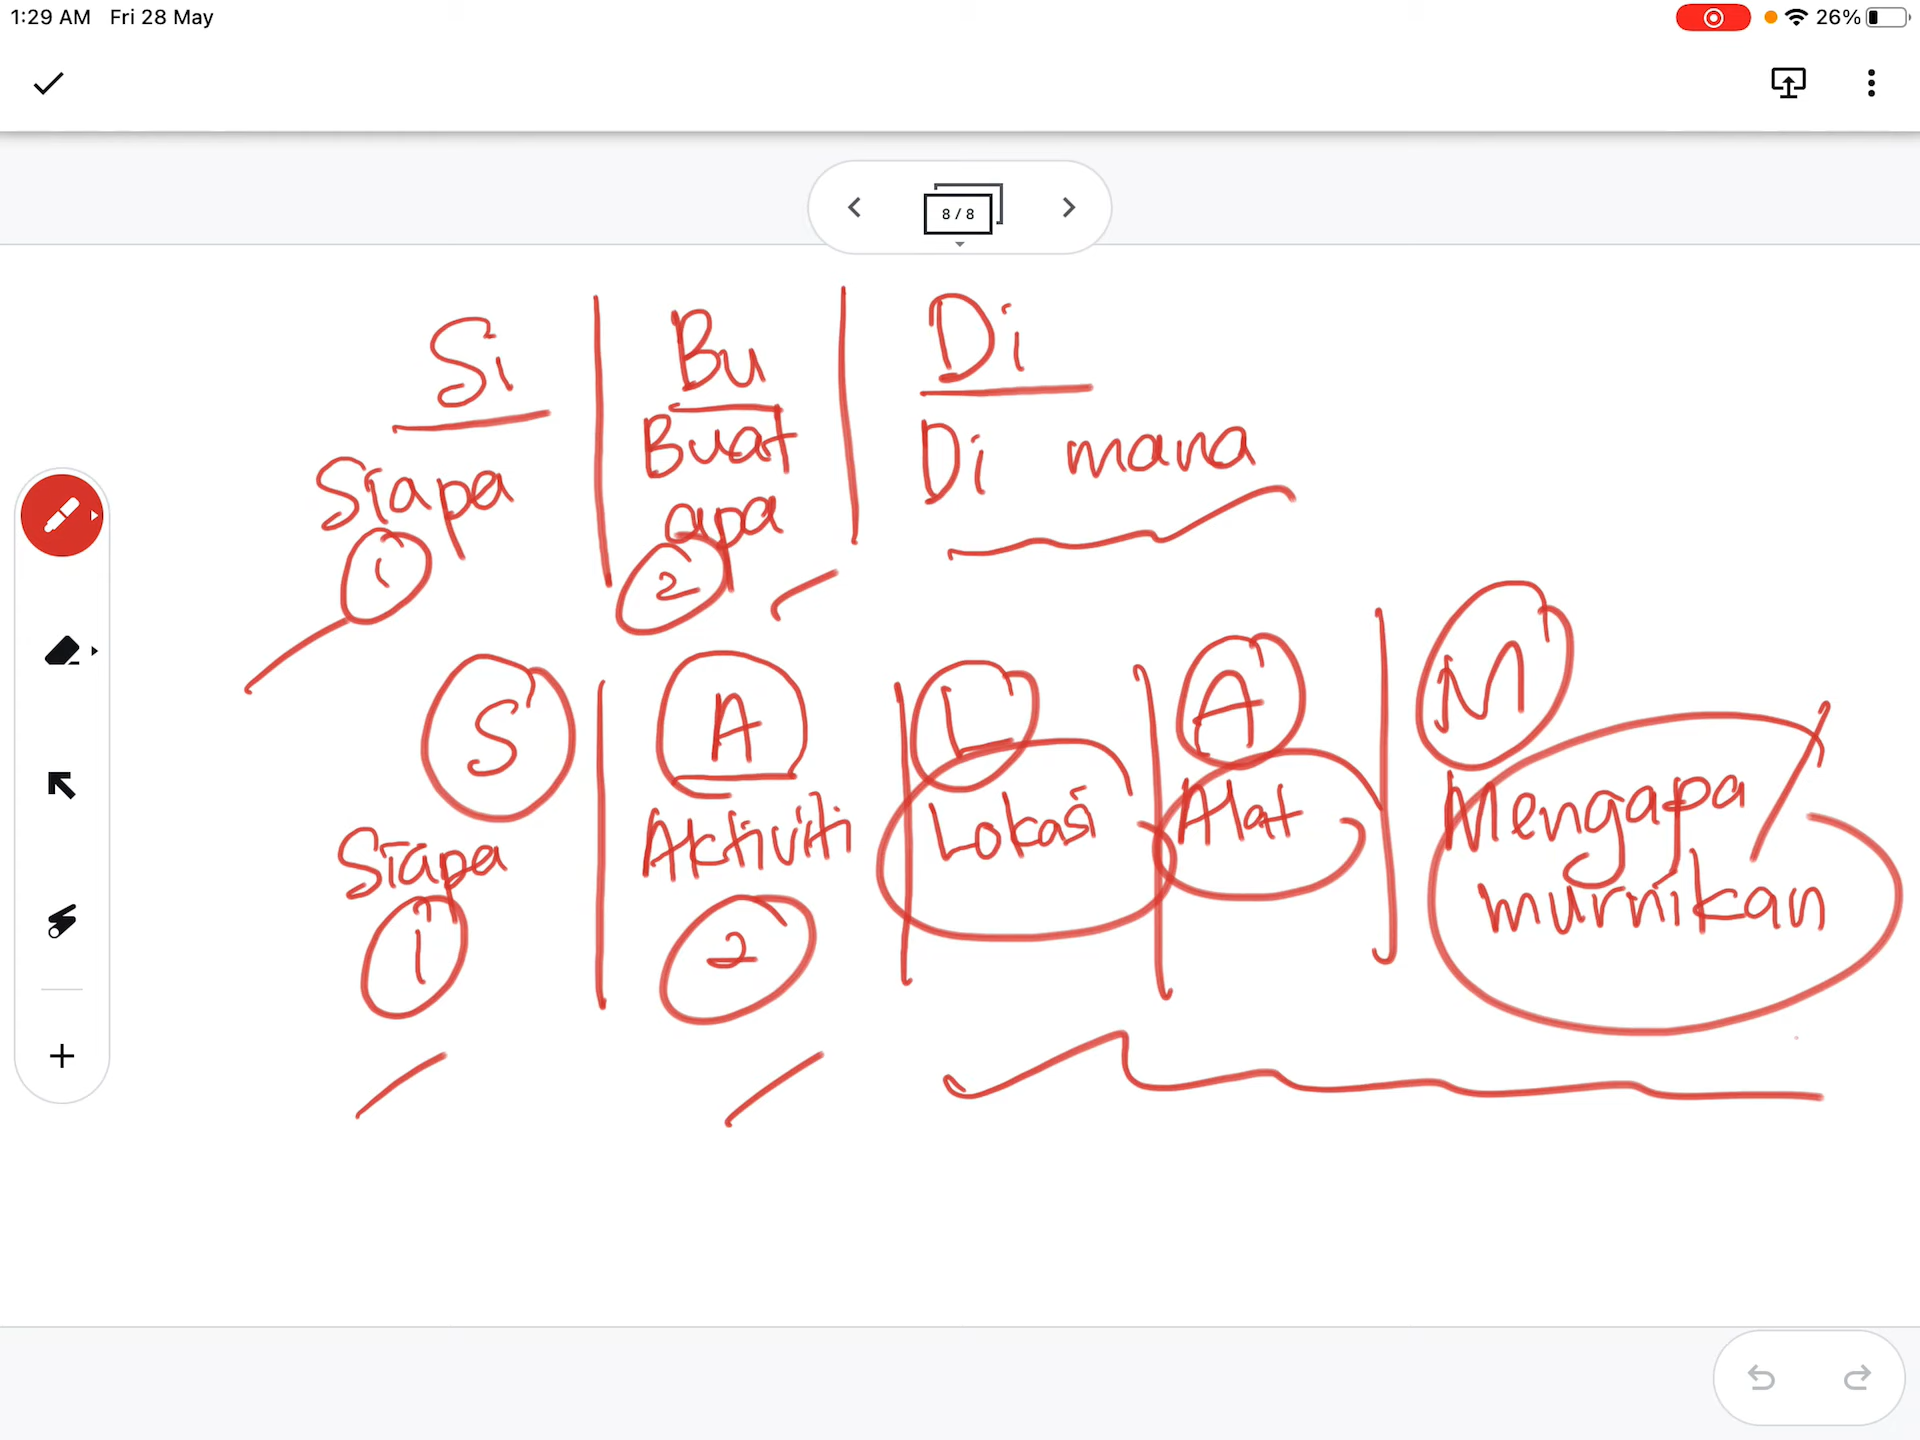 1:29 AM Fri 28 May
26%
8 / 8
Si Bu Di
Siapa Buat apa Di mana
1 2
S A L A M
Siapa Aktiviti Lokasi Alat Mengapa
murnikan
1 2